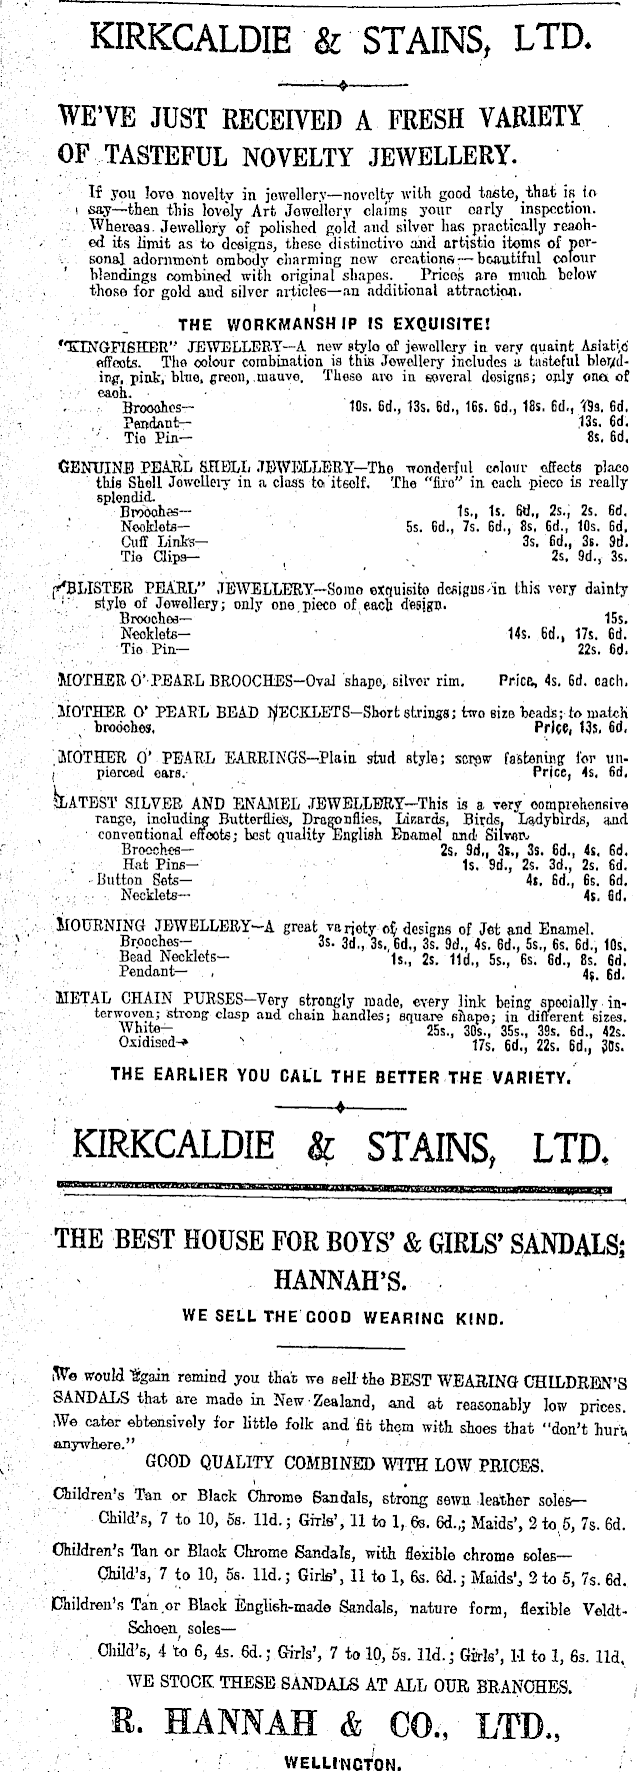 KIRKCALDIE & STAINS, LTD.
WE'VE JUST RECEIVED A FRESH VARIETY
OF TASTEFUL NOVELTY JEWELLERY.
If you love novelty in jewellery—novelty with good taste, that is to
say—then this lovely Art Jewellery claims your early inspection.
Whereas Jewellery of polished gold and silver has practically reach-
ed its limit as to designs, these distinctive and artistic items of per-
sonal adornment embody charming new creations—beautiful colour
blendings combined with original shapes. Prices are much below
those for gold and silver articles—an additional attraction.
THE WORKMANSHIP IS EXQUISITE!
"KINGFISHER" JEWELLERY—A new style of jewellery in very quaint Asiatic
effects. The colour combination is this Jewellery includes a tasteful blend-
ing, pink, blue, green, mauve. These are in several designs; only one of
each.
Brooches— 10s. 6d., 13s. 6d., 16s. 6d., 18s. 6d., 19s. 6d.
Pendant— 13s. 6d.
Tie Pin— 8s. 6d.
GENUINE PEARL SHELL JEWELLERY—The wonderful colour effects place
this Shell Jewellery in a class to itself. The "fire" in each piece is really
splendid.
Brooches— 1s., 1s. 6d., 2s., 2s. 6d.
Necklets— 5s. 6d., 7s. 6d., 8s. 6d., 10s. 6d.
Cuff Links— 3s. 6d., 3s. 9d.
Tie Clips— 2s. 9d., 3s.
"BLISTER PEARL" JEWELLERY—Some exquisite designs in this very dainty
style of Jewellery; only one piece of each design.
Brooches— 15s.
Necklets— 14s. 6d., 17s. 6d.
Tie Pin— 22s. 6d.
MOTHER O' PEARL BROOCHES—Oval shape, silver rim. Price, 4s. 6d. each.
MOTHER O' PEARL BEAD NECKLETS—Short strings; two size beads; to match
brooches. Price, 13s. 6d.
MOTHER O' PEARL EARRINGS—Plain stud style; screw fastening for un-
pierced ears. Price, 4s. 6d.
LATEST SILVER AND ENAMEL JEWELLERY—This is a very comprehensive
range, including Butterflies, Dragonflies, Lizards, Birds, Ladybirds, and
conventional effects; best quality English Enamel and Silver.
Brooches— 2s. 9d., 3s., 3s. 6d., 4s. 6d.
Hat Pins— 1s. 9d., 2s. 3d., 2s. 6d.
Button Sets— 4s. 6d., 6s. 6d.
Necklets— 4s. 6d.
MOURNING JEWELLERY—A great variety of designs of Jet and Enamel.
Brooches— 3s. 3d., 3s. 6d., 3s. 9d., 4s. 6d., 5s., 6s. 6d., 10s.
Bead Necklets— 1s., 2s. 11d., 5s., 6s. 6d., 8s. 6d.
Pendant— 4s. 6d.
METAL CHAIN PURSES—Very strongly made, every link being specially in-
terwoven; strong clasp and chain handles; square shape; in different sizes.
White— 25s., 30s., 35s., 39s. 6d., 42s.
Oxidised— 17s. 6d., 22s. 6d., 30s.
THE EARLIER YOU CALL THE BETTER THE VARIETY.
KIRKCALDIE & STAINS, LTD.
THE BEST HOUSE FOR BOYS' & GIRLS' SANDALS;
HANNAH'S.
WE SELL THE GOOD WEARING KIND.
We would again remind you that we sell the BEST WEARING CHILDREN'S
SANDALS that are made in New Zealand, and at reasonably low prices.
We cater ebtensively for little folk and fit them with shoes that "don't hurt
anywhere."
GOOD QUALITY COMBINED WITH LOW PRICES.
Children's Tan or Black Chrome Sandals, strong sewn leather soles—
Child's, 7 to 10, 5s. 11d.; Girls', 11 to 1, 6s. 6d.; Maids', 2 to 5, 7s. 6d.
Children's Tan or Black Chrome Sandals, with flexible chrome soles—
Child's, 7 to 10, 5s. 11d.; Girls', 11 to 1, 6s. 6d.; Maids', 2 to 5, 7s. 6d.
Children's Tan or Black English-made Sandals, nature form, flexible Veldt-
Schoen soles—
Child's, 4 to 6, 4s. 6d.; Girls', 7 to 10, 5s. 11d.; Girls', 11 to 1, 6s. 11d.
WE STOCK THESE SANDALS AT ALL OUR BRANCHES.
R. HANNAH & CO., LTD.,
WELLINGTON.